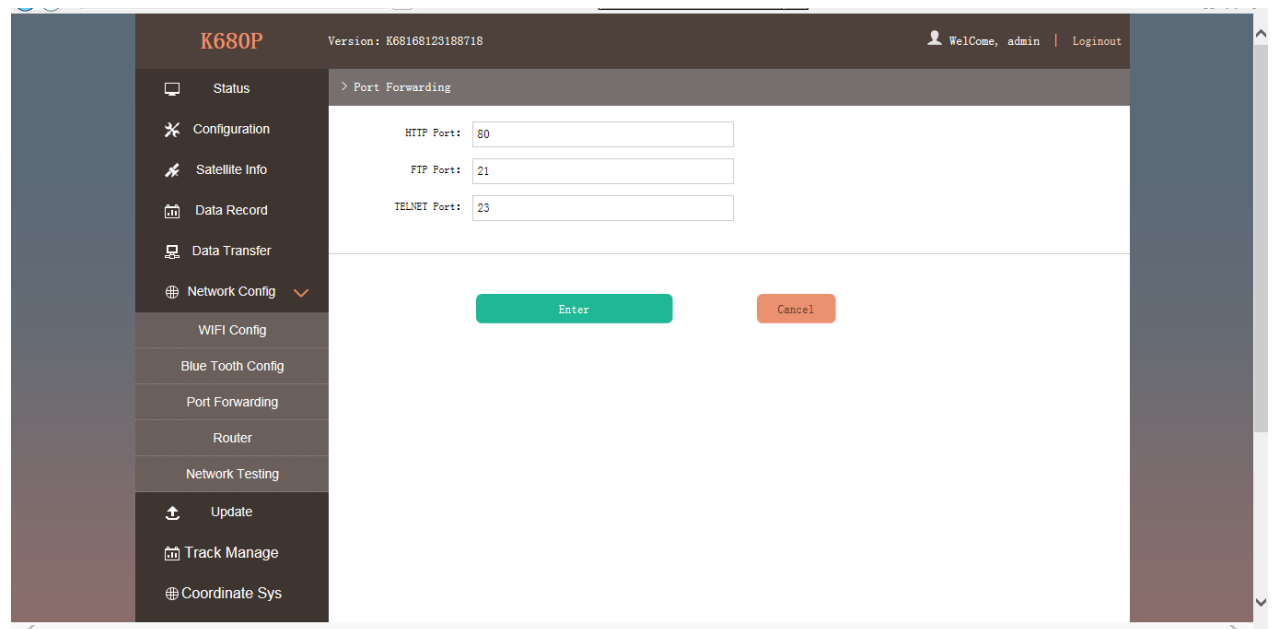 K680P
Version: K68168123188718
WelCome, admin | Loginout
Status
Configuration
Satellite Info
Data Record
Data Transfer
Network Config
WIFI Config
Blue Tooth Config
Port Forwarding
Router
Network Testing
Update
Track Manage
Coordinate Sys
> Port Forwarding
HTTP Port: 80
FTP Port: 21
TELNET Port: 23
Enter
Cancel